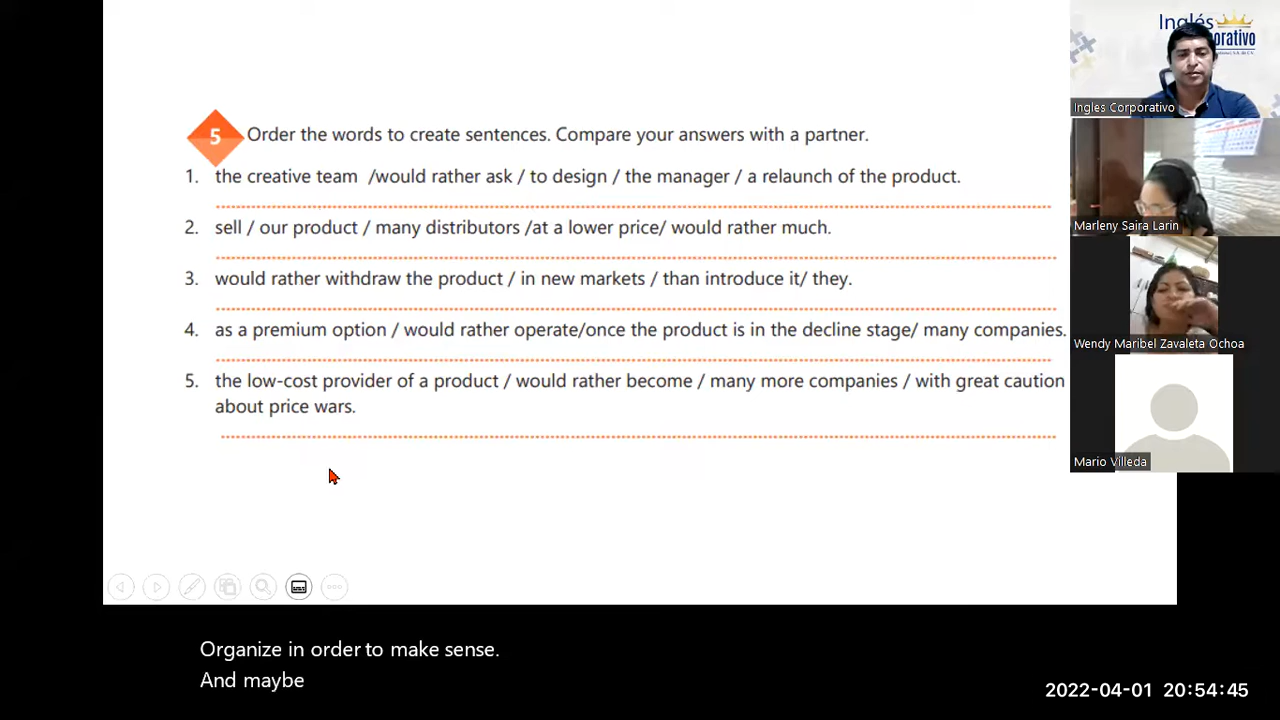 5 Order the words to create sentences. Compare your answers with a partner.
1. the creative team /would rather ask / to design / the manager / a relaunch of the product.
2. sell / our product / many distributors /at a lower price/ would rather much.
3. would rather withdraw the product / in new markets / than introduce it/ they.
4. as a premium option / would rather operate/once the product is in the decline stage/ many companies.
5. the low-cost provider of a product / would rather become / many more companies / with great caution
about price wars.
Inglés
orativo
Ingles Corporativo
Marleny Saira Larin
Wendy Maribel Zavaleta Ochoa
Mario Villeda
Organize in order to make sense.
And maybe
2022-04-01 20:54:45